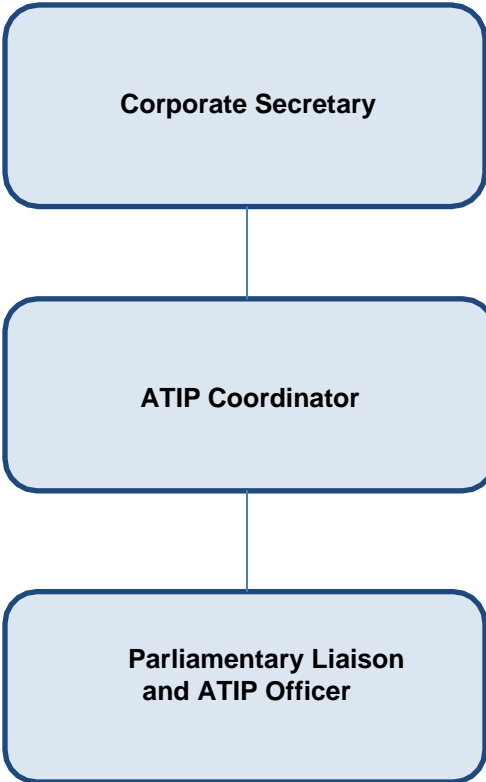 Corporate Secretary
ATIP Coordinator
Parliamentary Liaison
and ATIP Officer